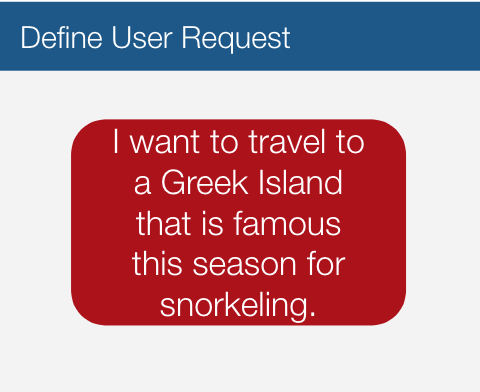 Define User Request
I want to travel to
a Greek Island
that is famous
this season for
snorkeling.